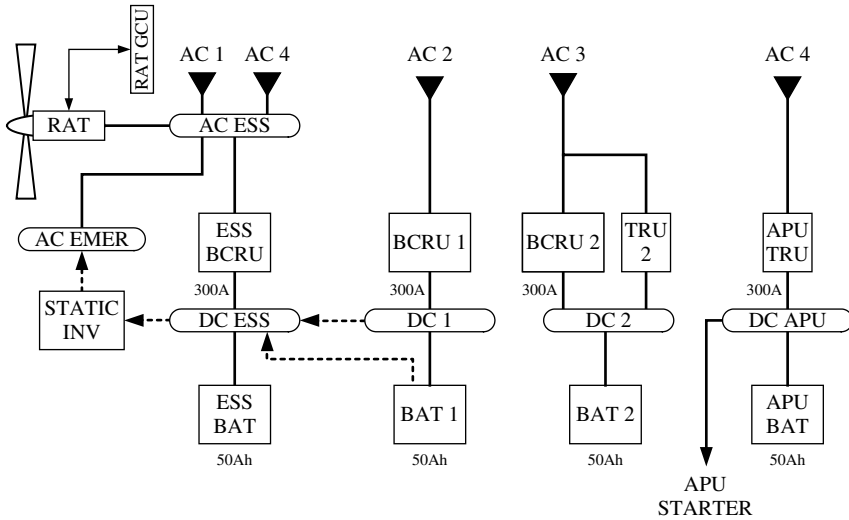 RAT GCU
AC 1
AC 4
AC 2
AC 3
AC 4
RAT
AC ESS
AC EMER
ESS
BCRU
BCRU 1
BCRU 2
TRU
2
APU
TRU
300A
300A
300A
300A
STATIC
INV
DC ESS
DC 1
DC 2
DC APU
ESS
BAT
BAT 1
BAT 2
APU
BAT
50Ah
50Ah
50Ah
50Ah
APU
STARTER